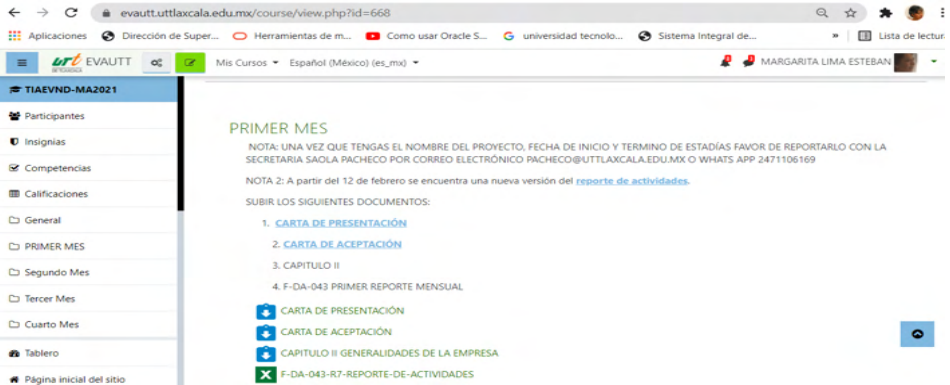 evautt.uttlaxcala.edu.mx/course/view.php?id=668
Aplicaciones Dirección de Super... Herramientas de m... Como usar Oracle S... universidad tecnolo... Sistema Integral de... » Lista de lectur
utt EVAUTT Mis Cursos Español (México) (es_mx) MARGARITA LIMA ESTEBAN
TIAEVND-MA2021
Participantes
Insignias
Competencias
Calificaciones
General
PRIMER MES
Segundo Mes
Tercer Mes
Cuarto Mes
Tablero
Página inicial del sitio
PRIMER MES
NOTA: UNA VEZ QUE TENGAS EL NOMBRE DEL PROYECTO, FECHA DE INICIO Y TERMINO DE ESTADÍAS FAVOR DE REPORTARLO CON LA
SECRETARIA SAOLA PACHECO POR CORREO ELECTRÓNICO PACHECO@UTTLAXCALA.EDU.MX O WHATS APP 2471106169
NOTA 2: A partir del 12 de febrero se encuentra una nueva versión del reporte de actividades.
SUBIR LOS SIGUIENTES DOCUMENTOS:
1. CARTA DE PRESENTACIÓN
2. CARTA DE ACEPTACIÓN
3. CAPITULO II
4. F-DA-043 PRIMER REPORTE MENSUAL
CARTA DE PRESENTACIÓN
CARTA DE ACEPTACIÓN
CAPITULO II GENERALIDADES DE LA EMPRESA
F-DA-043-R7-REPORTE-DE-ACTIVIDADES